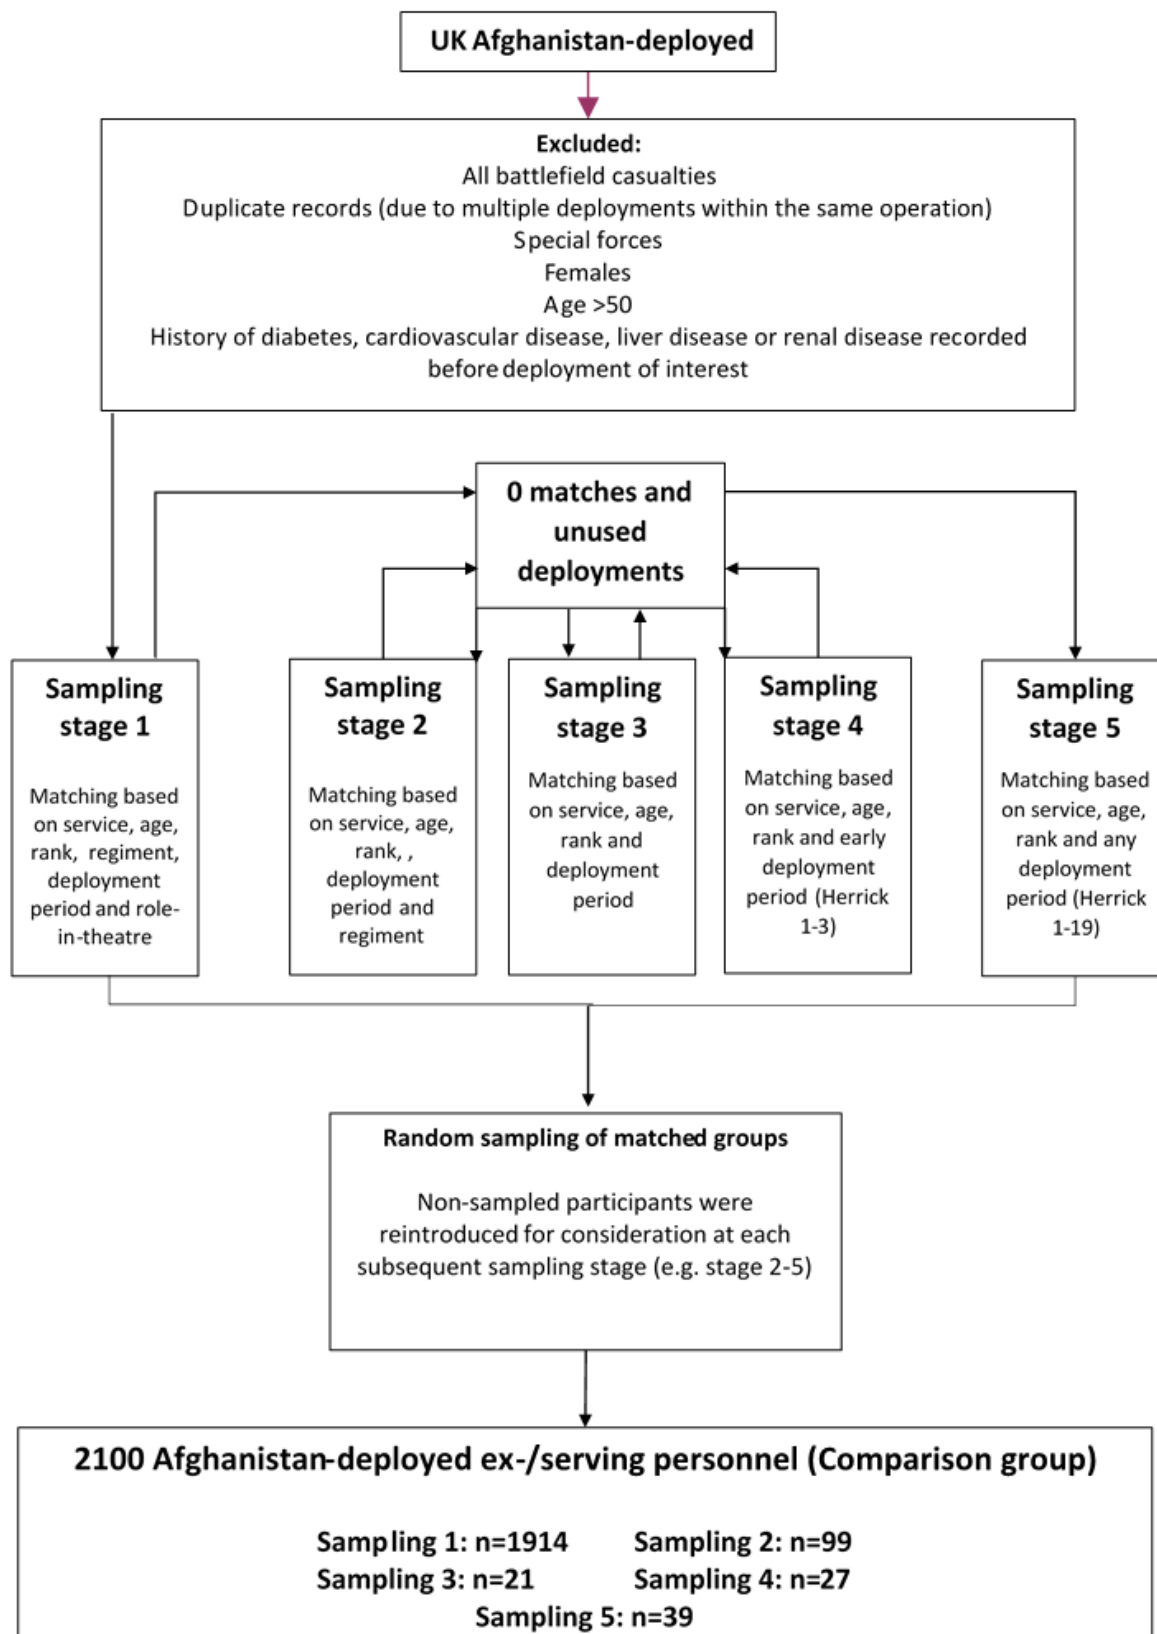 UK Afghanistan-deployed
Excluded:
All battlefield casualties
Duplicate records (due to multiple deployments within the same operation)
Special forces
Females
Age >50
History of diabetes, cardiovascular disease, liver disease or renal disease recorded
before deployment of interest
0 matches and
unused
deployments
Sampling
stage 1
Matching based
on service, age,
rank, regiment,
deployment
period and role-
in-theatre
Sampling
stage 2
Matching based
on service, age,
rank, ,
deployment
period and
regiment
Sampling
stage 3
Matching based
on service, age,
rank and
deployment
period
Sampling
stage 4
Matching based
on service, age,
rank and early
deployment
period (Herrick
1-3)
Sampling
stage 5
Matching based
on service, age,
rank and any
deployment
period (Herrick
1-19)
Random sampling of matched groups
Non-sampled participants were
reintroduced for consideration at each
subsequent sampling stage (e.g. stage 2-5)
2100 Afghanistan-deployed ex-/serving personnel (Comparison group)
Sampling 1: n=1914 Sampling 2: n=99
Sampling 3: n=21 Sampling 4: n=27
Sampling 5: n=39